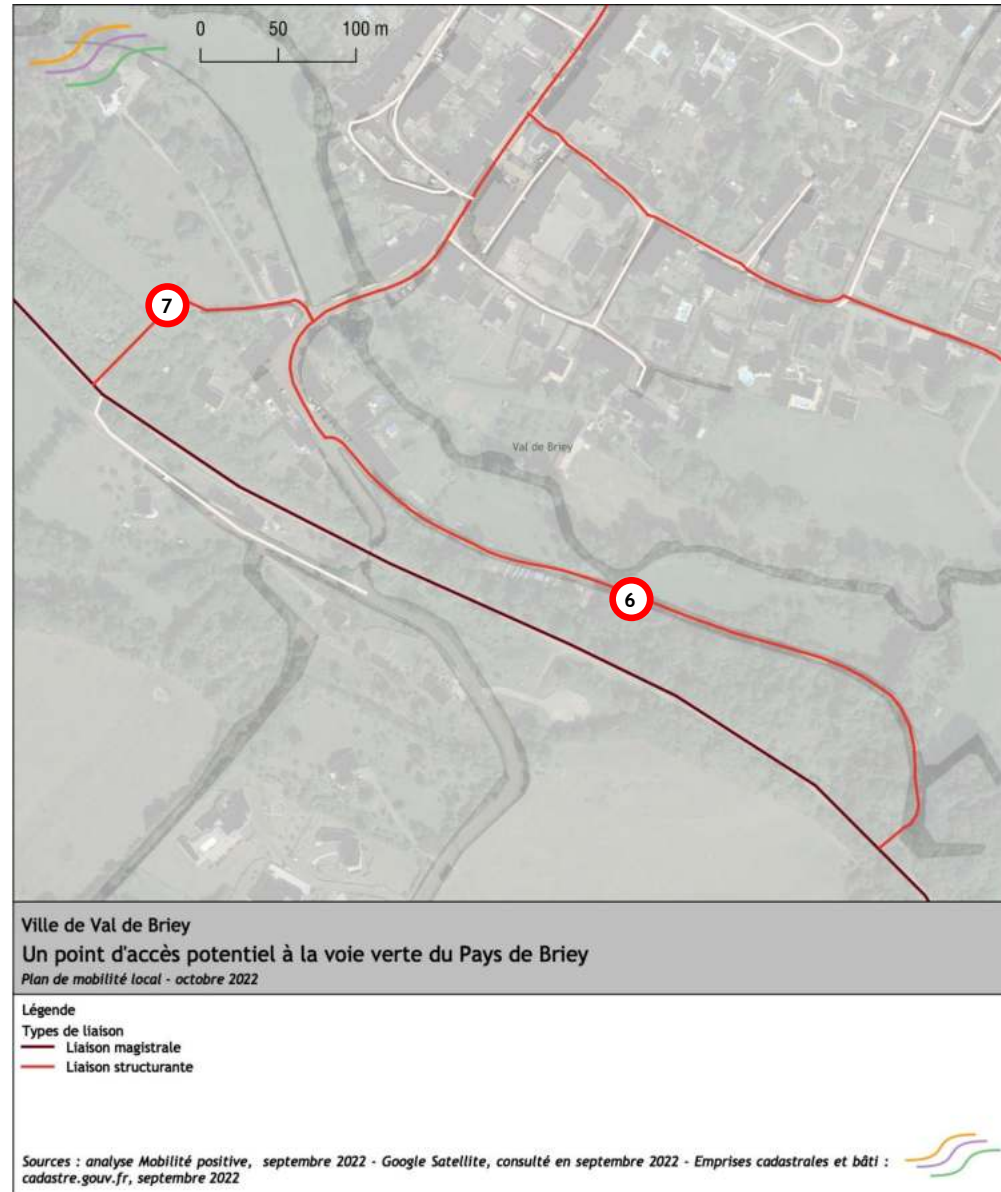 0 50 100 m
7
Val de Briey
6
Ville de Val de Briey
Un point d'accès potentiel à la voie verte du Pays de Briey
Plan de mobilité local - octobre 2022
Légende
Types de liaison
Liaison magistrale
Liaison structurante
Sources : analyse Mobilité positive, septembre 2022 - Google Satellite, consulté en septembre 2022 - Emprises cadastrales et bâti :
cadastre.gouv.fr, septembre 2022